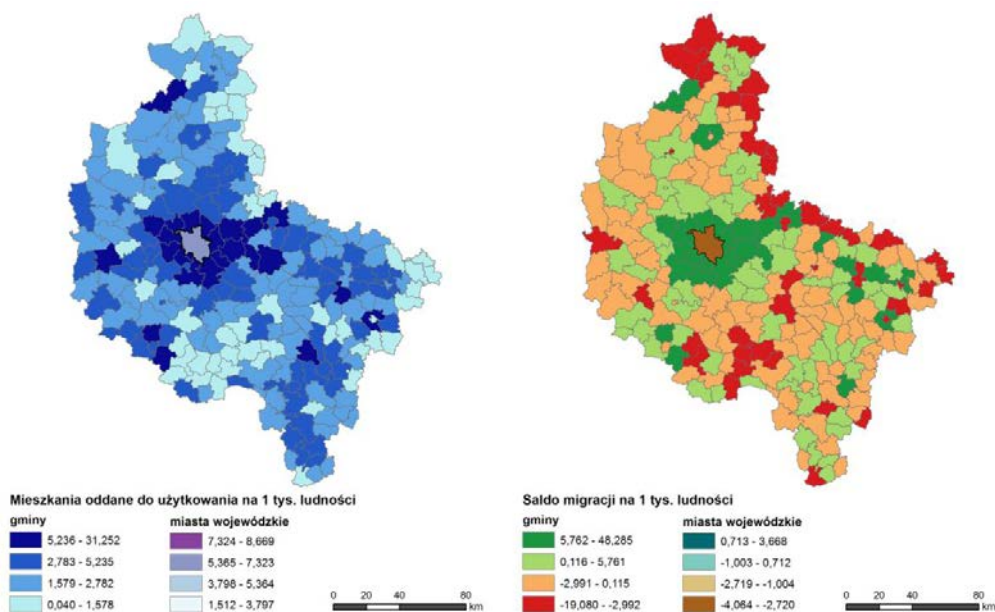 Mieszkania oddane do użytkowania na 1 tys. ludności
gminy
5,236 - 31,252
2,783 - 5,235
1,579 - 2,782
0,040 - 1,578
miasta wojewódzkie
7,324 - 8,669
5,365 - 7,323
3,798 - 5,364
1,512 - 3,797
0 20 40 80
km
Saldo migracji na 1 tys. ludności
gminy
5,762 - 48,285
0,116 - 5,761
-2,991 - 0,115
-19,080 - -2,992
miasta wojewódzkie
0,713 - 3,668
-1,003 - 0,712
-2,719 - -1,004
-4,064 - -2,720
0 20 40 80
km